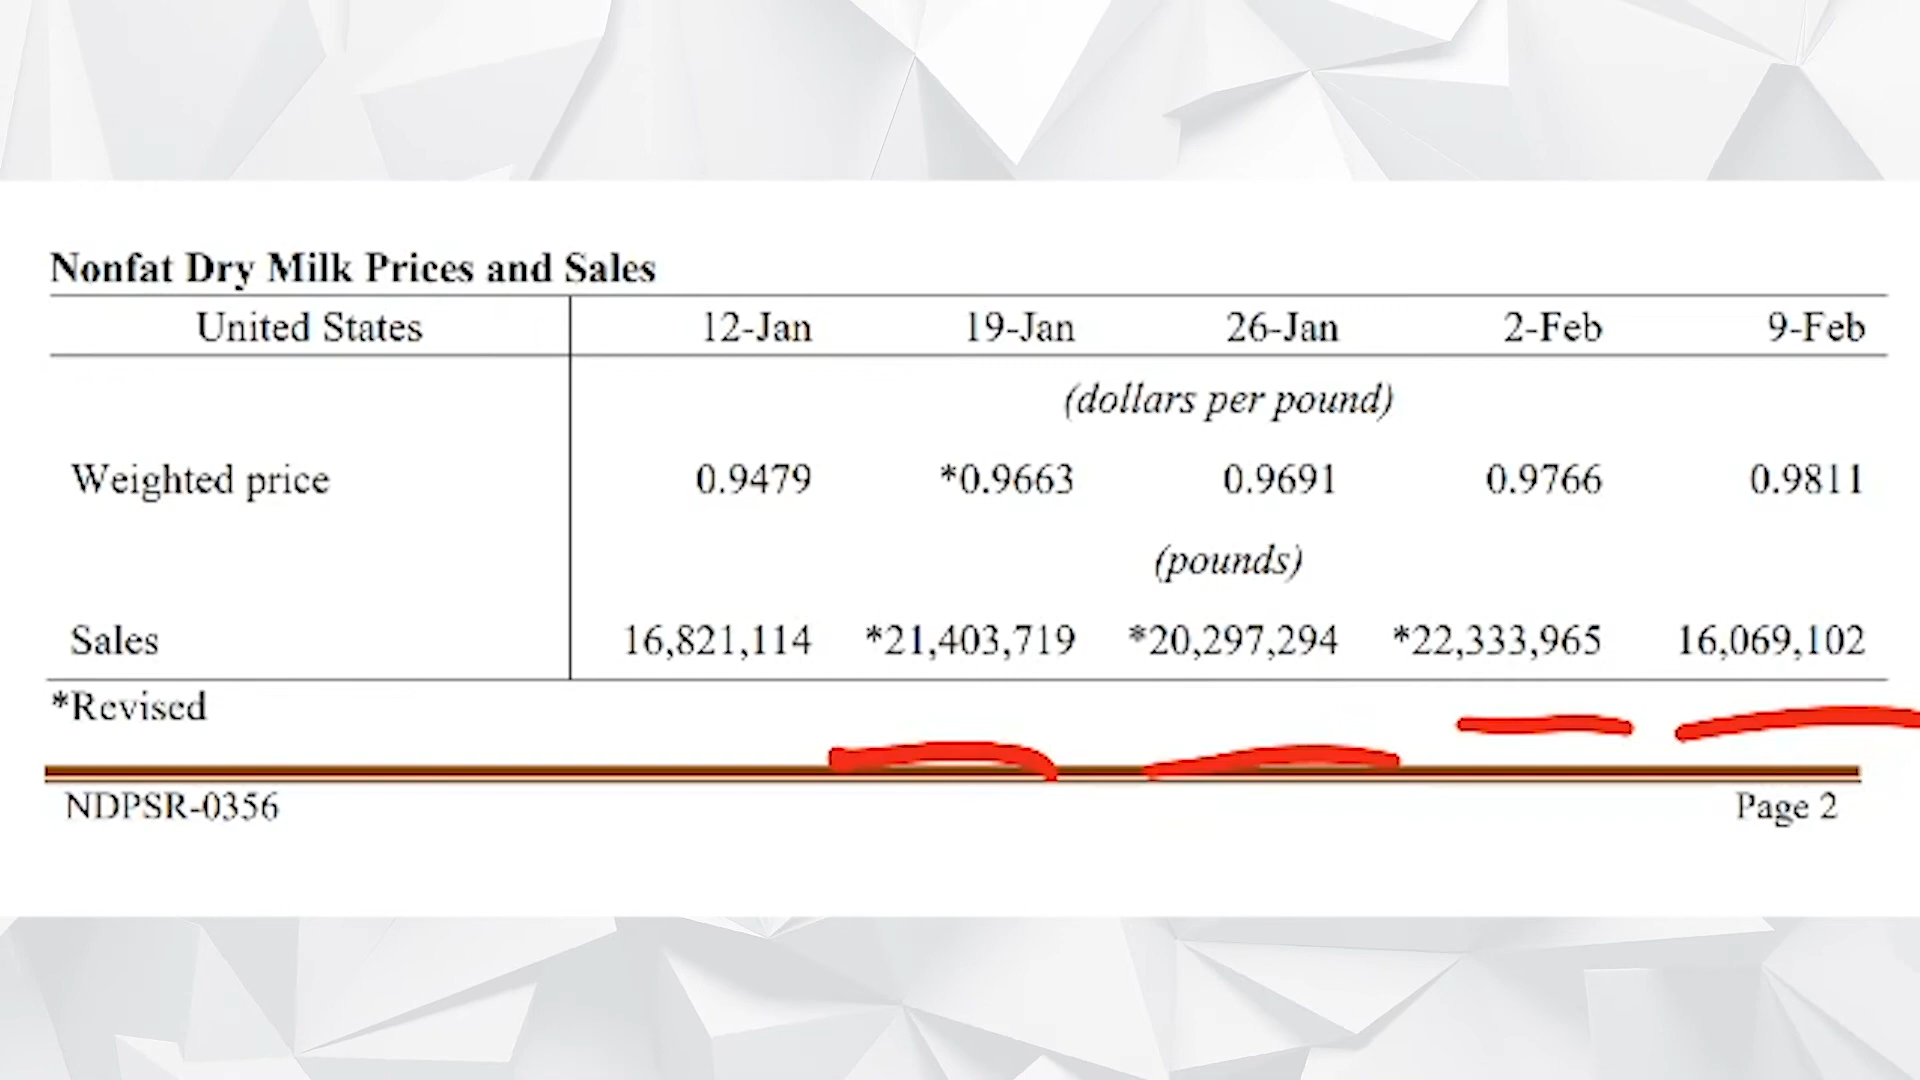 Nonfat Dry Milk Prices and Sales
United States 12-Jan 19-Jan 26-Jan 2-Feb 9-Feb
(dollars per pound)
Weighted price 0.9479 *0.9663 0.9691 0.9766 0.9811
(pounds)
Sales 16,821,114 *21,403,719 *20,297,294 *22,333,965 16,069,102
*Revised
NDPSR-0356 Page 2